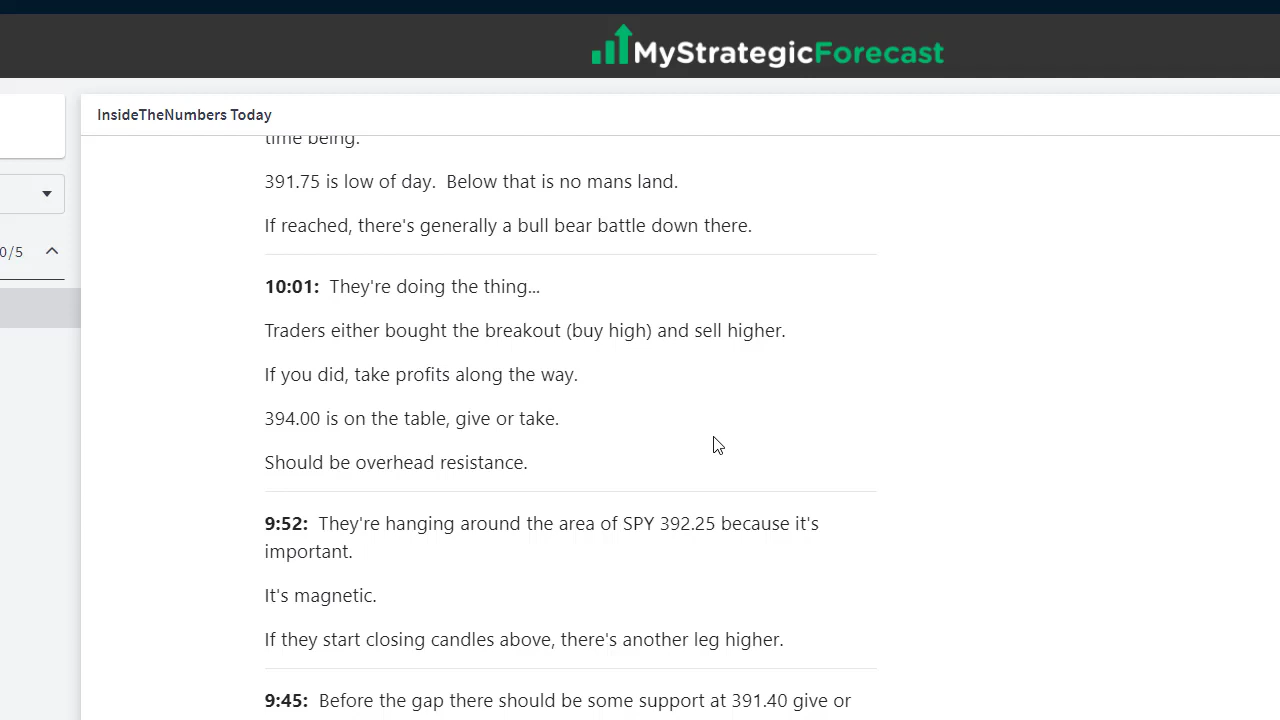 MyStrategicForecast
InsideTheNumbers Today
time being.
391.75 is low of day.  Below that is no mans land.
0/5
If reached, there's generally a bull bear battle down there.
10:01:  They're doing the thing...
Traders either bought the breakout (buy high) and sell higher.
If you did, take profits along the way.
394.00 is on the table, give or take.
Should be overhead resistance.
9:52:  They're hanging around the area of SPY 392.25 because it's
important.
It's magnetic.
If they start closing candles above, there's another leg higher.
9:45:  Before the gap there should be some support at 391.40 give or